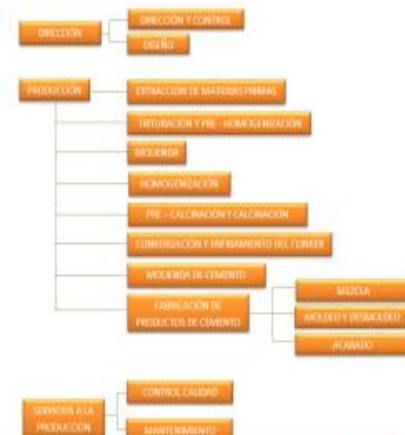 DIRECCIÓN Y CONTROL
DIRECCIÓN
DISEÑO
PRODUCCIÓN
EXTRACCIÓN DE MATERIAS PRIMAS
TRITURACIÓN Y PRE - HOMOGENIZACIÓN
MOLIENDA
HOMOGENIZACIÓN
PRE - CALCINACIÓN Y CALCINACIÓN
CLINKERIZACIÓN Y ENFRIAMIENTO DEL CLINKER
MOLIENDA DE CEMENTO
FABRICACIÓN DE
PRODUCTOS DE CEMENTO
MEZCLA
MOLDEO Y DESMOLDEO
ACABADO
CONTROL CALIDAD
SERVICIOS A LA
PRODUCCIÓN
MANTENIMIENTO